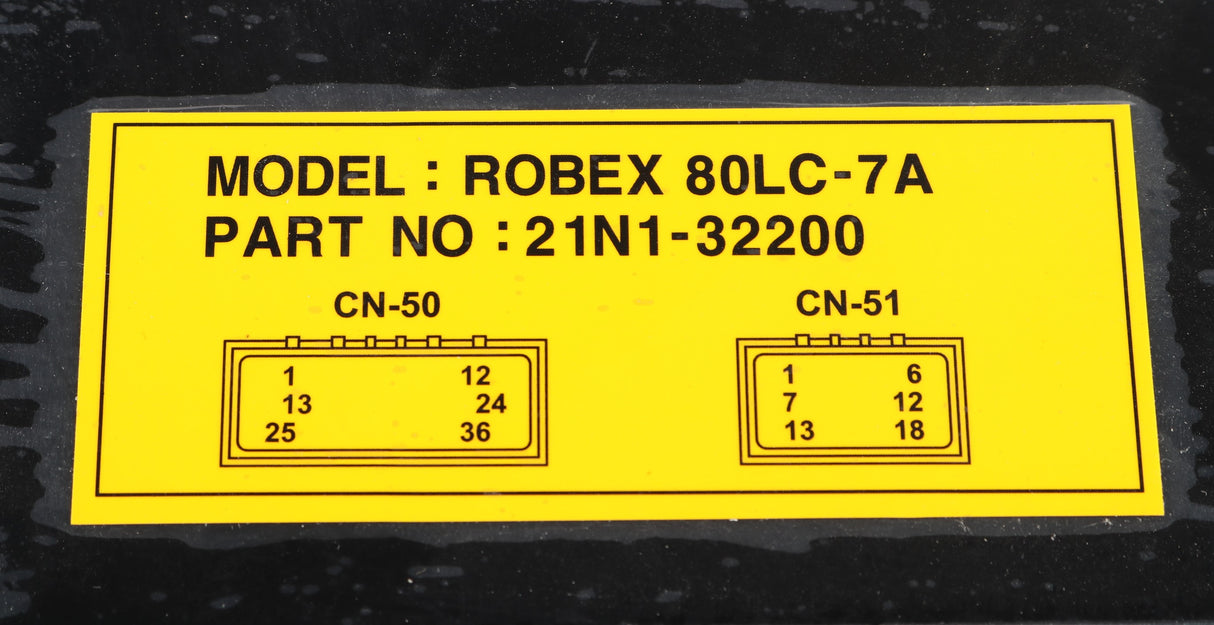 MODEL : ROBEX 80LC-7A
PART NO : 21N1-32200
CN-50
1 12
13 24
25 36
CN-51
1 6
7 12
13 18